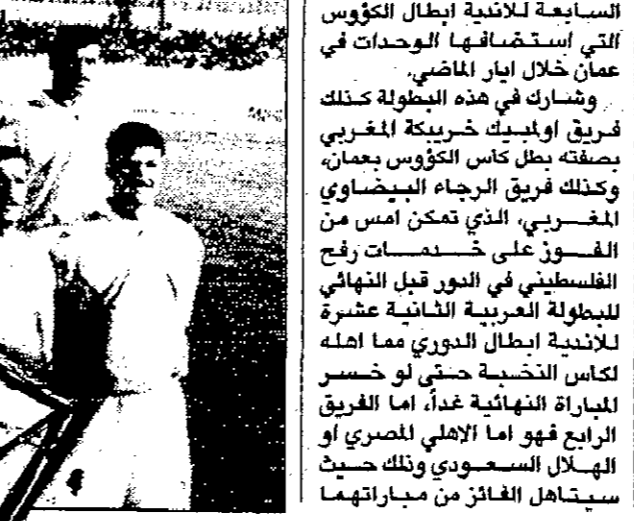 السابعة للاندية ابطال الكؤوس
التي استضافها الوحدات في
عمان خلال ايار الماضي.
وشارك في هذه البطولة كذلك
فريق اولمبيك خريبكة المغربي
بصفته بطل كاس الكؤوس بعمان،
وكذلك فريق الرجاء البيضاوي
المغربي، الذي تمكن امس من
الفوز على خدمات رفح
الفلسطيني في الدور قبل النهائي
للبطولة العربية الثانية عشرة
للاندية ابطال الدوري مما اهله
لكاس النخبة حتى لو خسر
المباراة النهائية غداً، اما الفريق
الرابع فهو اما الاهلي المصري او
الهلال السعودي وذلك حيث
سيتاهل الفائز من مباراتهما